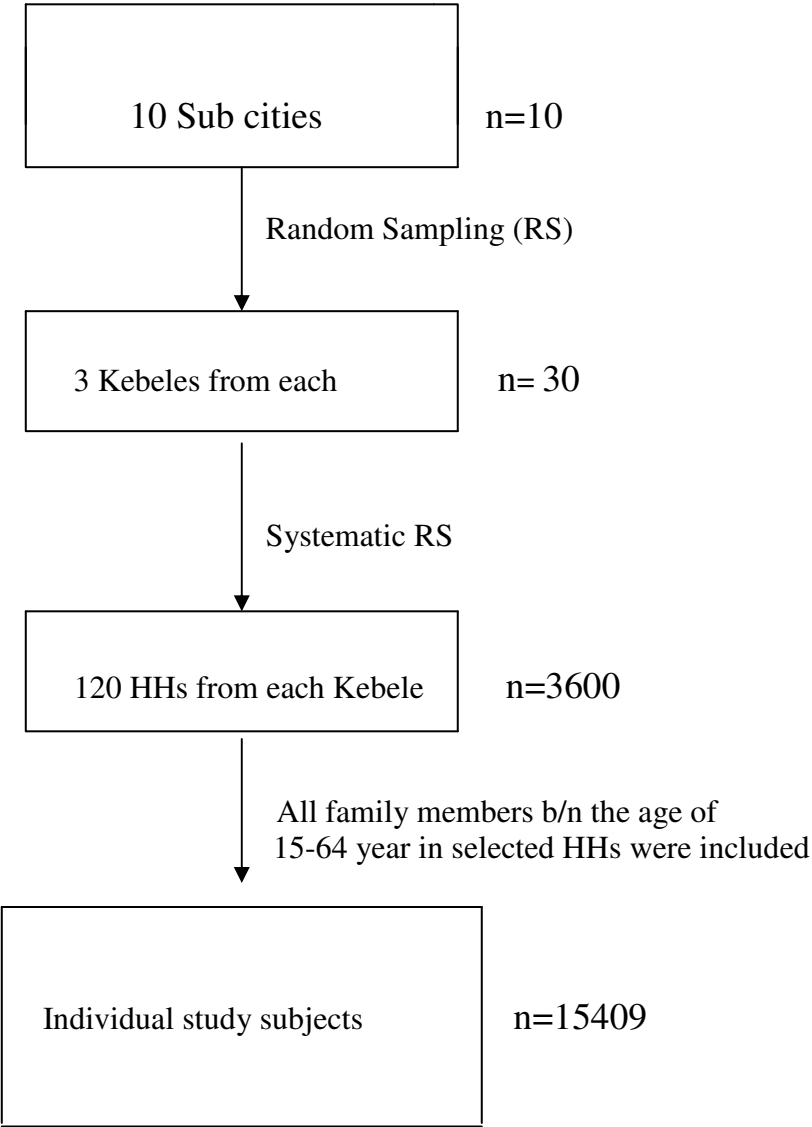 10 Sub cities n=10
Random Sampling (RS)
3 Kebeles from each n= 30
Systematic RS
120 HHs from each Kebele n=3600
All family members b/n the age of
15-64 year in selected HHs were included
Individual study subjects n=15409